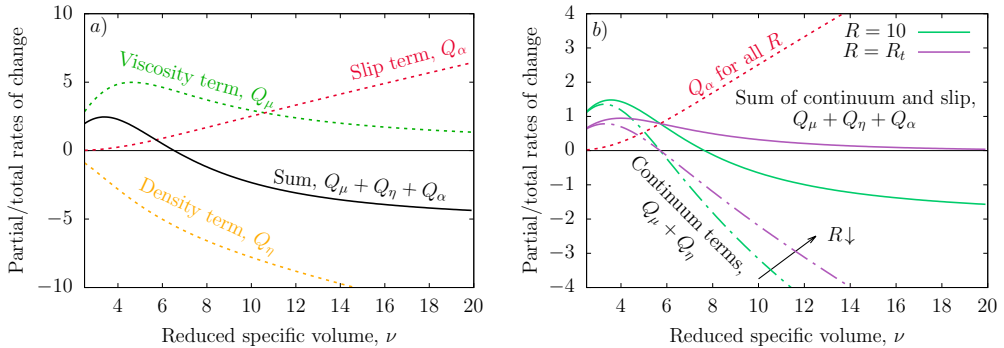 a)
Partial/total rates of change
10
5
0
−5
−10
Viscosity term, Q_μ
Slip term, Q_α
Sum, Q_μ + Q_η + Q_α
Density term, Q_η
4 6 8 10 12 14 16 18 20
Reduced specific volume, ν
b)
Partial/total rates of change
4
3
2
1
0
−1
−2
−3
−4
R = 10
R = R_t
Q_α for all R
Sum of continuum and slip,
Q_μ + Q_η + Q_α
Continuum terms,
Q_μ + Q_η
R↓
4 6 8 10 12 14 16 18 20
Reduced specific volume, ν